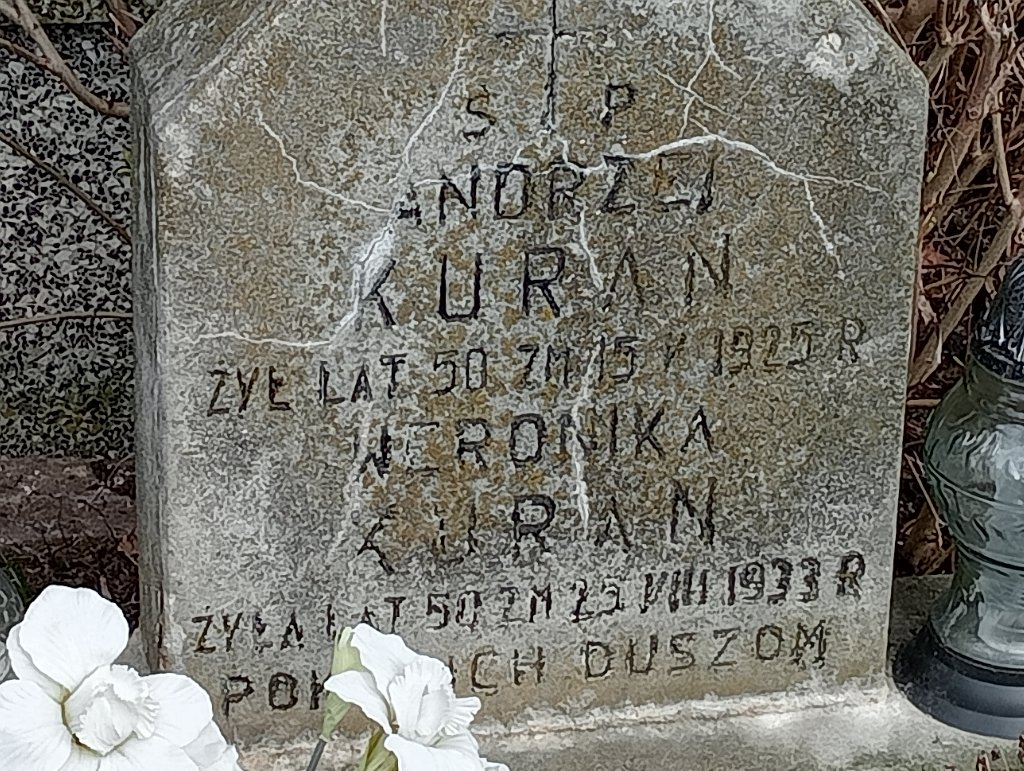 S P
ANDRZEJ
KURAN
ŻYŁ LAT 50 ZM 15 V 1925 R
WERONIKA
KURAN
ŻYŁA LAT 50 ZM 25 VIII 1933 R
DUSZOM